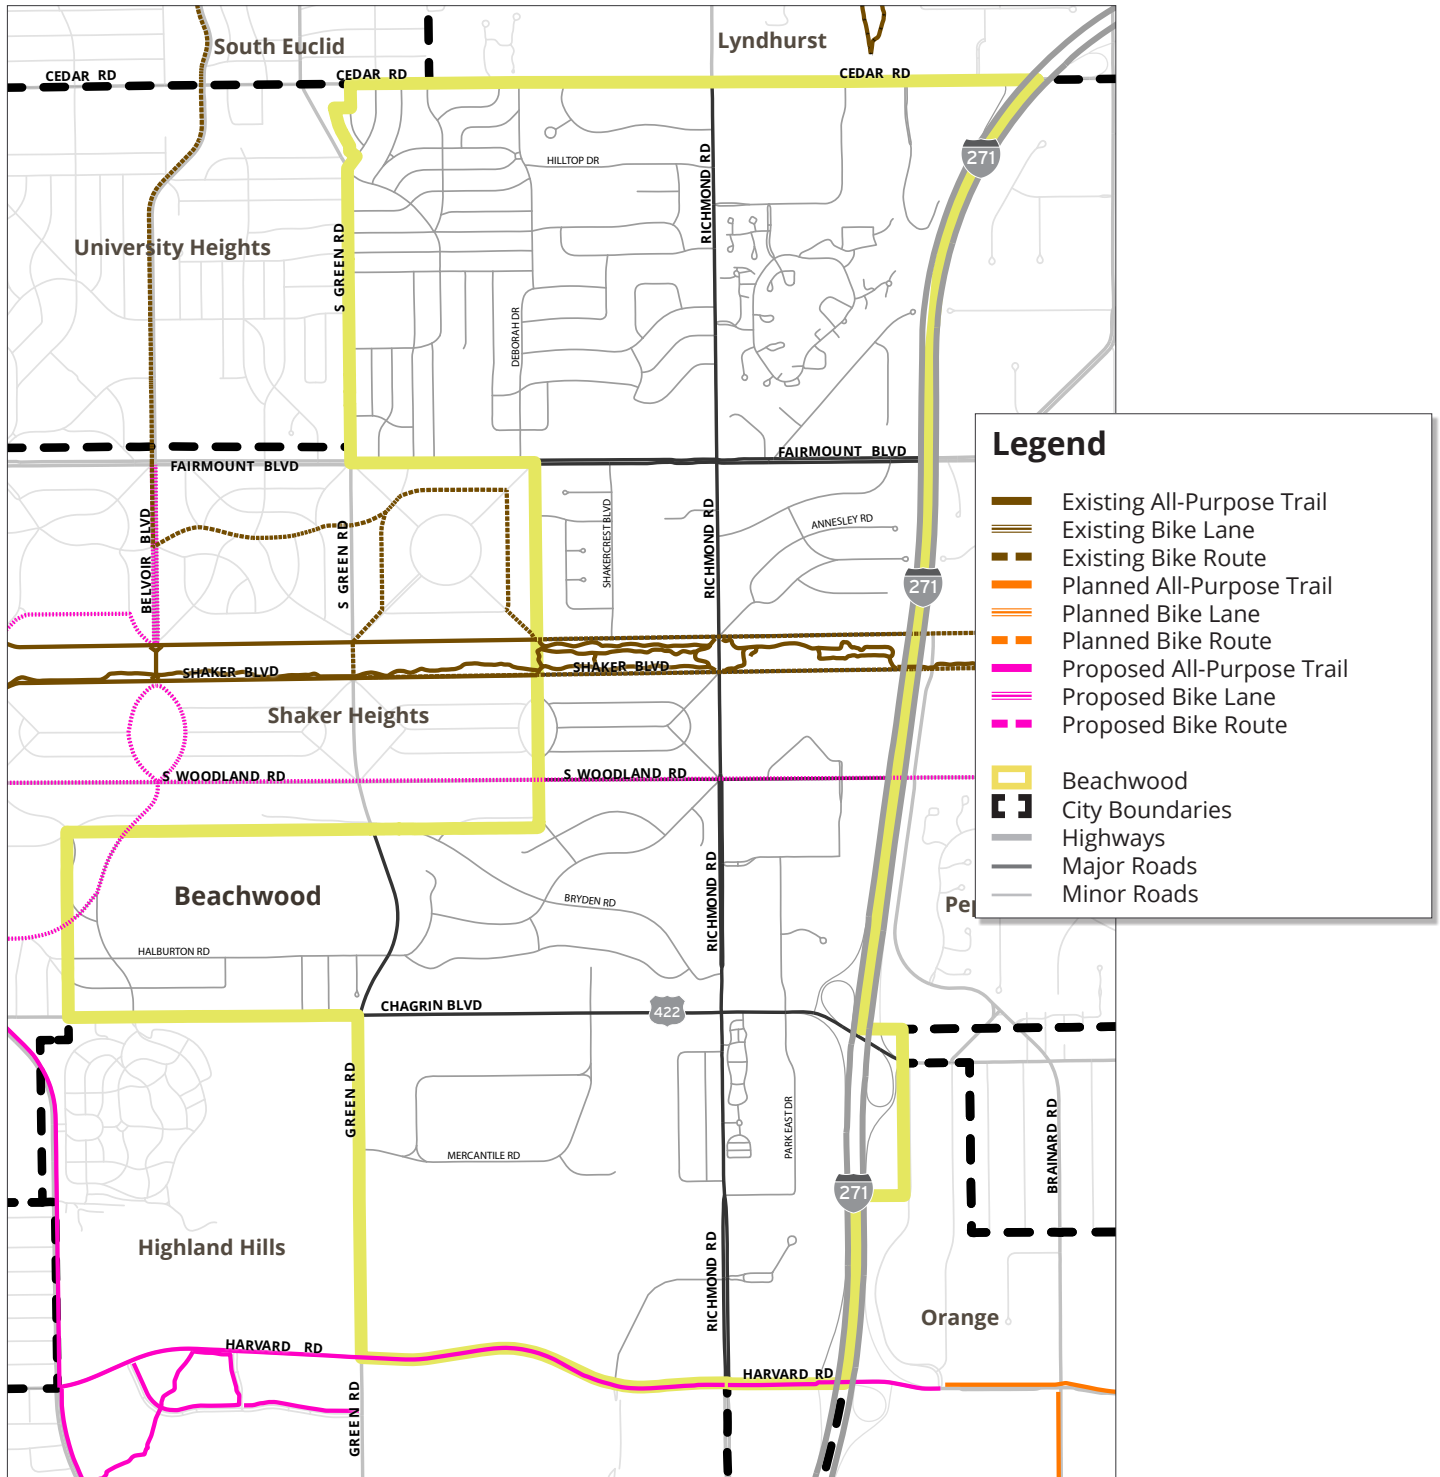 South Euclid
Lyndhurst
CEDAR RD
CEDAR RD
CEDAR RD
271
HILLTOP DR
RICHMOND RD
University Heights
S GREEN RD
DEBORAH DR
FAIRMOUNT BLVD
FAIRMOUNT BLVD
BELVOIR BLVD
S GREEN RD
SHAKERCREST BLVD
RICHMOND RD
ANNESLEY RD
271
SHAKER BLVD
SHAKER BLVD
Shaker Heights
S WOODLAND RD
S WOODLAND RD
Beachwood
BRYDEN RD
RICHMOND RD
Pep
HALBURTON RD
CHAGRIN BLVD
422
GREEN RD
MERCANTILE RD
PARK EAST DR
BRAINARD RD
271
Highland Hills
RICHMOND RD
Orange
HARVARD RD
HARVARD RD
GREEN RD
Legend
Existing All-Purpose Trail
Existing Bike Lane
Existing Bike Route
Planned All-Purpose Trail
Planned Bike Lane
Planned Bike Route
Proposed All-Purpose Trail
Proposed Bike Lane
Proposed Bike Route
Beachwood
City Boundaries
Highways
Major Roads
Minor Roads